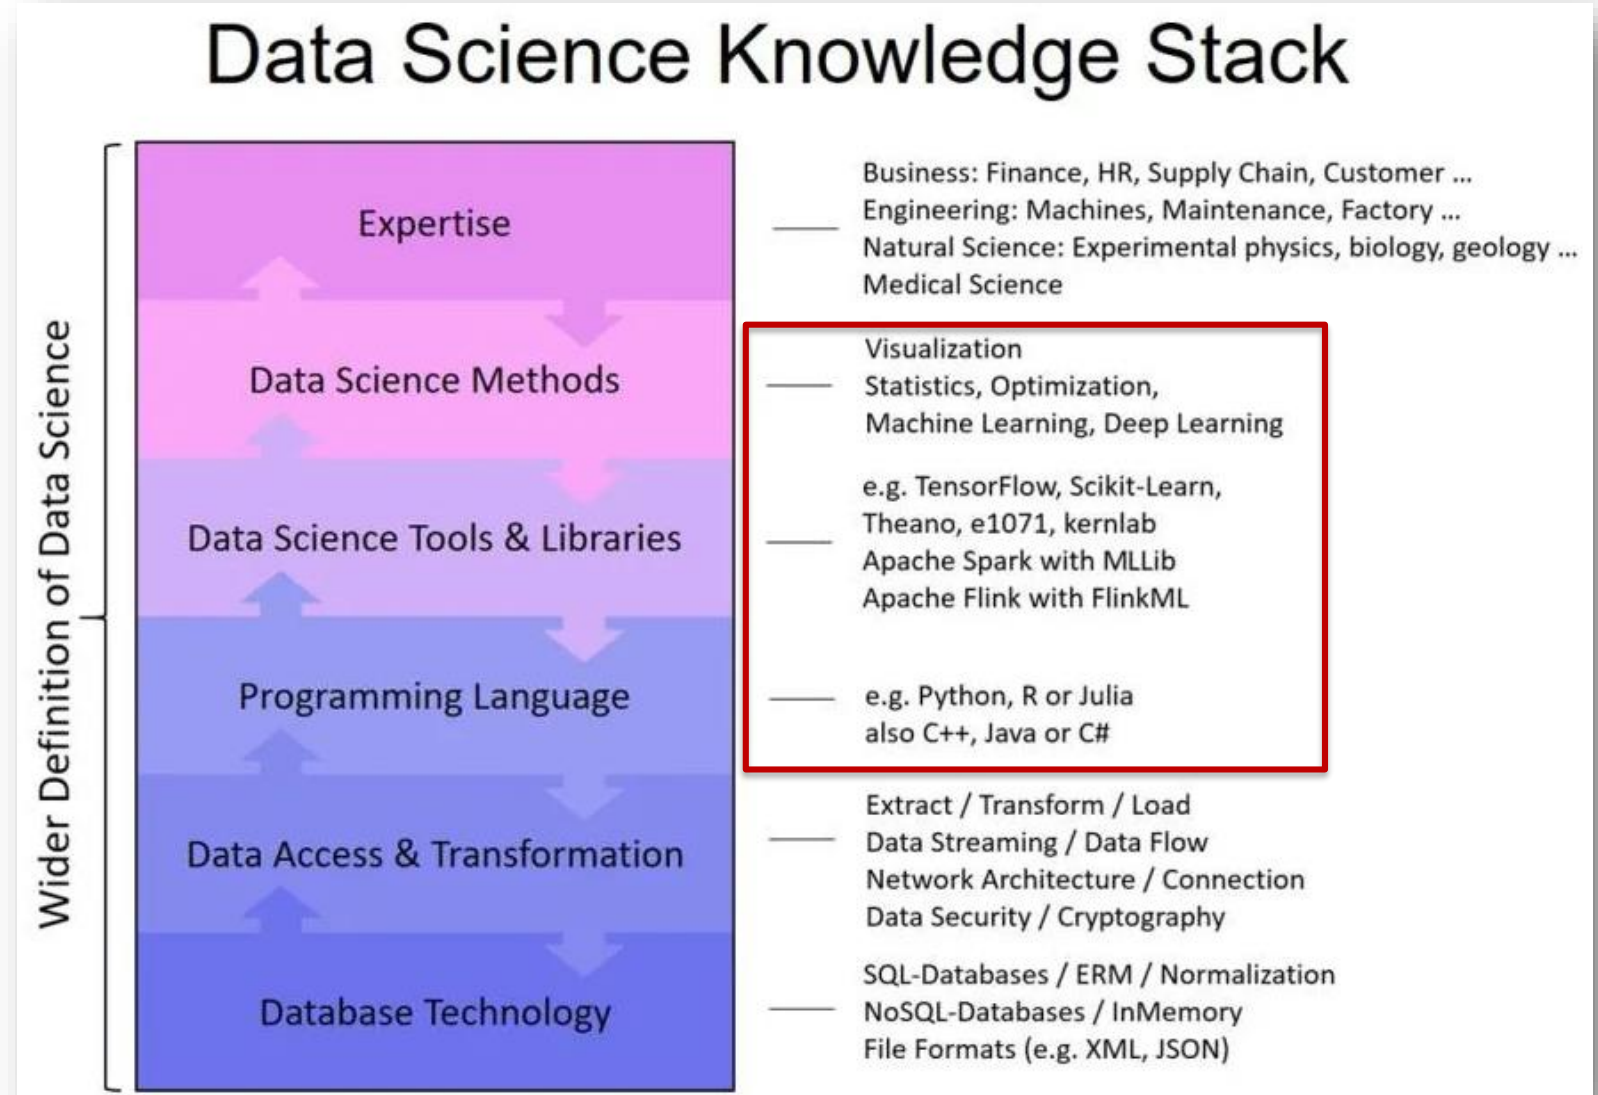 Data Science Knowledge Stack
Wider Definition of Data Science
Expertise
Business: Finance, HR, Supply Chain, Customer ...
Engineering: Machines, Maintenance, Factory ...
Natural Science: Experimental physics, biology, geology ...
Medical Science
Data Science Methods
Visualization
Statistics, Optimization,
Machine Learning, Deep Learning
Data Science Tools & Libraries
e.g. TensorFlow, Scikit-Learn,
Theano, e1071, kernlab
Apache Spark with MLLib
Apache Flink with FlinkML
Programming Language
e.g. Python, R or Julia
also C++, Java or C#
Data Access & Transformation
Extract / Transform / Load
Data Streaming / Data Flow
Network Architecture / Connection
Data Security / Cryptography
Database Technology
SQL-Databases / ERM / Normalization
NoSQL-Databases / InMemory
File Formats (e.g. XML, JSON)